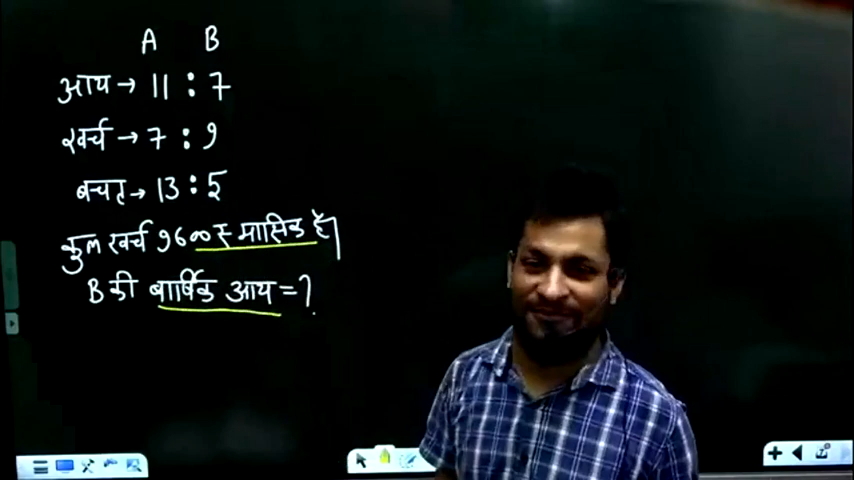 A B
आय → 11 : 7
खर्च → 7 : 9
बचत → 13 : 5
कुल खर्च 9600 रु मासिक है।
B की वार्षिक आय = ?